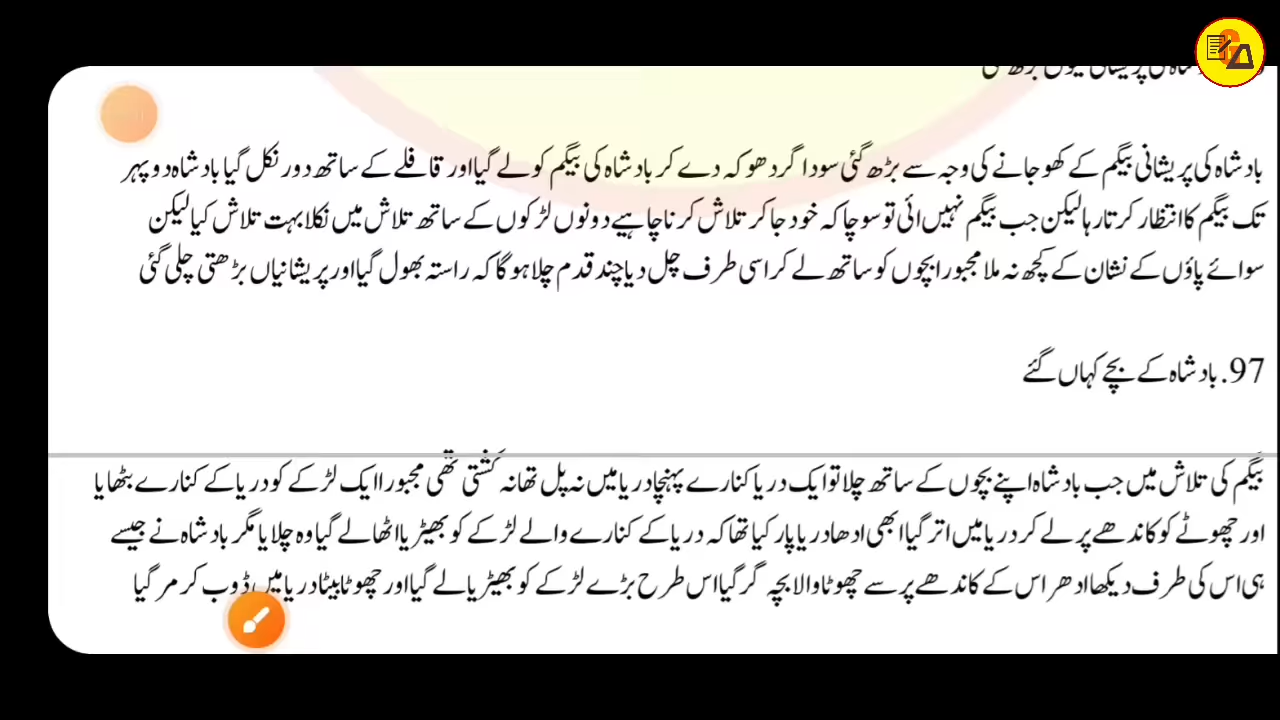 بادشاہ کی پریشانی بیگم کے کھو جانے کی وجہ سے بڑھ گئی سوداگر دھوکہ دے کر بادشاہ کی بیگم کو لے گیا اور قافلے کے ساتھ دور نکل گیا بادشاہ دوپہر
تک بیگم کا انتظار کرتا رہا لیکن جب بیگم نہیں ائی تو سوچا کہ خود جا کر تلاش کرنا چاہیے دونوں لڑکوں کے ساتھ تلاش میں نکلا بہت تلاش کیا لیکن
سوائے پاؤں کے نشان کے کچھ نہ ملا مجبورا بچوں کو ساتھ لے کر اسی طرف چل دیا چند قدم چلا ہوگا کہ راستہ بھول گیا اور پریشانیاں بڑھتی چلی گئی
97. بادشاہ کے بچے کہاں گئے
بیگم کی تلاش میں جب بادشاہ اپنے بچوں کے ساتھ چلا تو ایک دریا کنارے پہنچا دریا میں نہ پل تھا نہ کشتی تھی مجبورا ایک لڑکے کو دریا کے کنارے بٹھایا
اور چھوٹے کو کاندھے پر لے کر دریا میں اتر گیا ابھی ادھا دریا پار کیا تھا کہ دریا کے کنارے والے لڑکے کو بھیڑیا اٹھا لے گیا وہ چلایا مگر بادشاہ نے جیسے
ہی اس کی طرف دیکھا ادھر اس کے کاندھے پر سے چھوٹا والا بچہ گر گیا اس طرح بڑے لڑکے کو بھیڑیا لے گیا اور چھوٹا بیٹا دریا میں ڈوب کر مر گیا